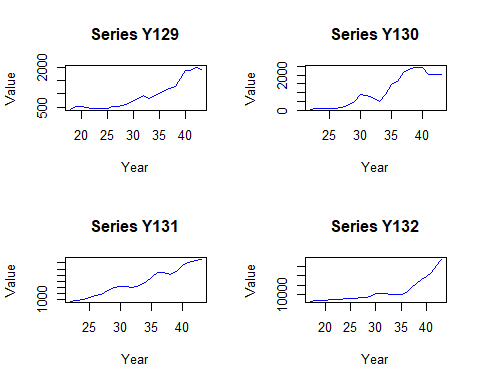 Series Y129
Value
500 2000
20 25 30 35 40
Year
Series Y130
Value
0 2000
25 30 35 40
Year
Series Y131
Value
1000
25 30 35 40
Year
Series Y132
Value
10000
20 25 30 35 40
Year